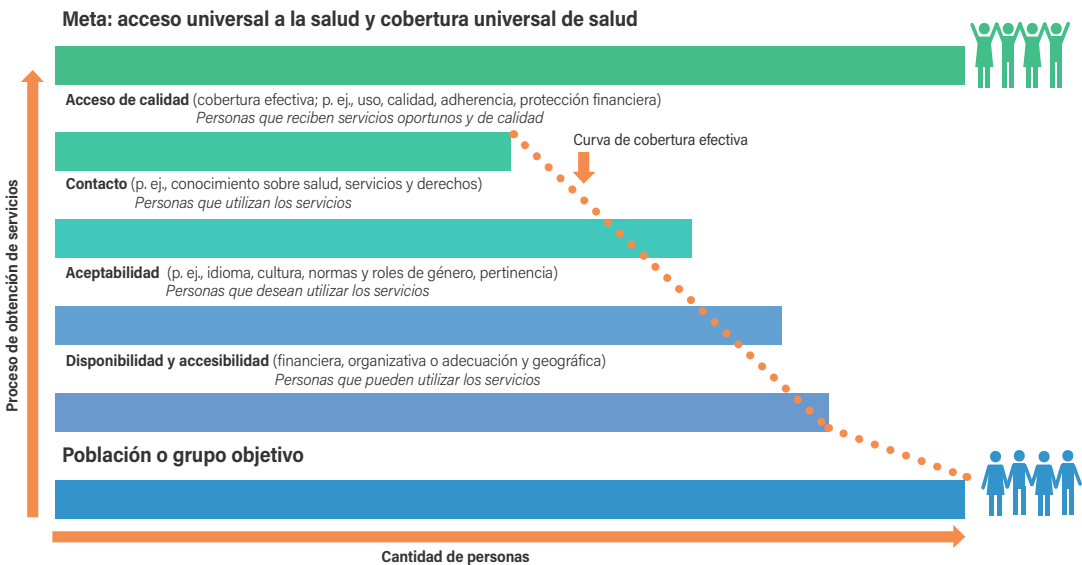 Meta: acceso universal a la salud y cobertura universal de salud
Acceso de calidad (cobertura efectiva; p. ej., uso, calidad, adherencia, protección financiera)
Personas que reciben servicios oportunos y de calidad
Curva de cobertura efectiva
Contacto (p. ej., conocimiento sobre salud, servicios y derechos)
Personas que utilizan los servicios
Aceptabilidad (p. ej., idioma, cultura, normas y roles de género, pertinencia)
Personas que desean utilizar los servicios
Disponibilidad y accesibilidad (financiera, organizativa o adecuación y geográfica)
Personas que pueden utilizar los servicios
Población o grupo objetivo
Proceso de obtención de servicios
Cantidad de personas